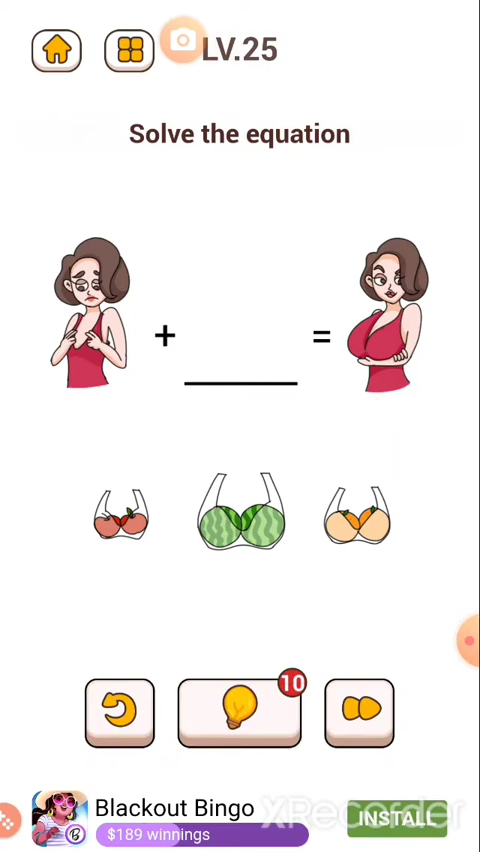 LV.25
Solve the equation
+
=
10
Blackout Bingo
B
$189 winnings
XRecorder
INSTALL